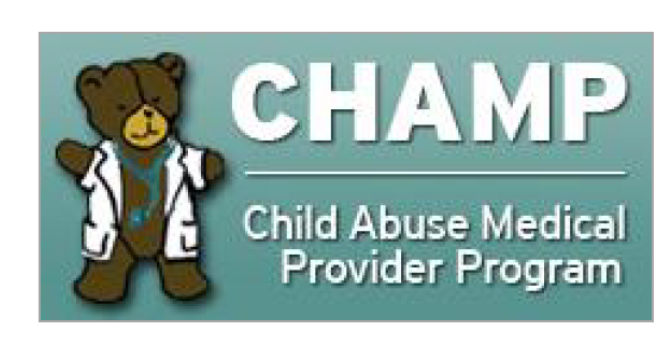 CHAMP
Child Abuse Medical
Provider Program